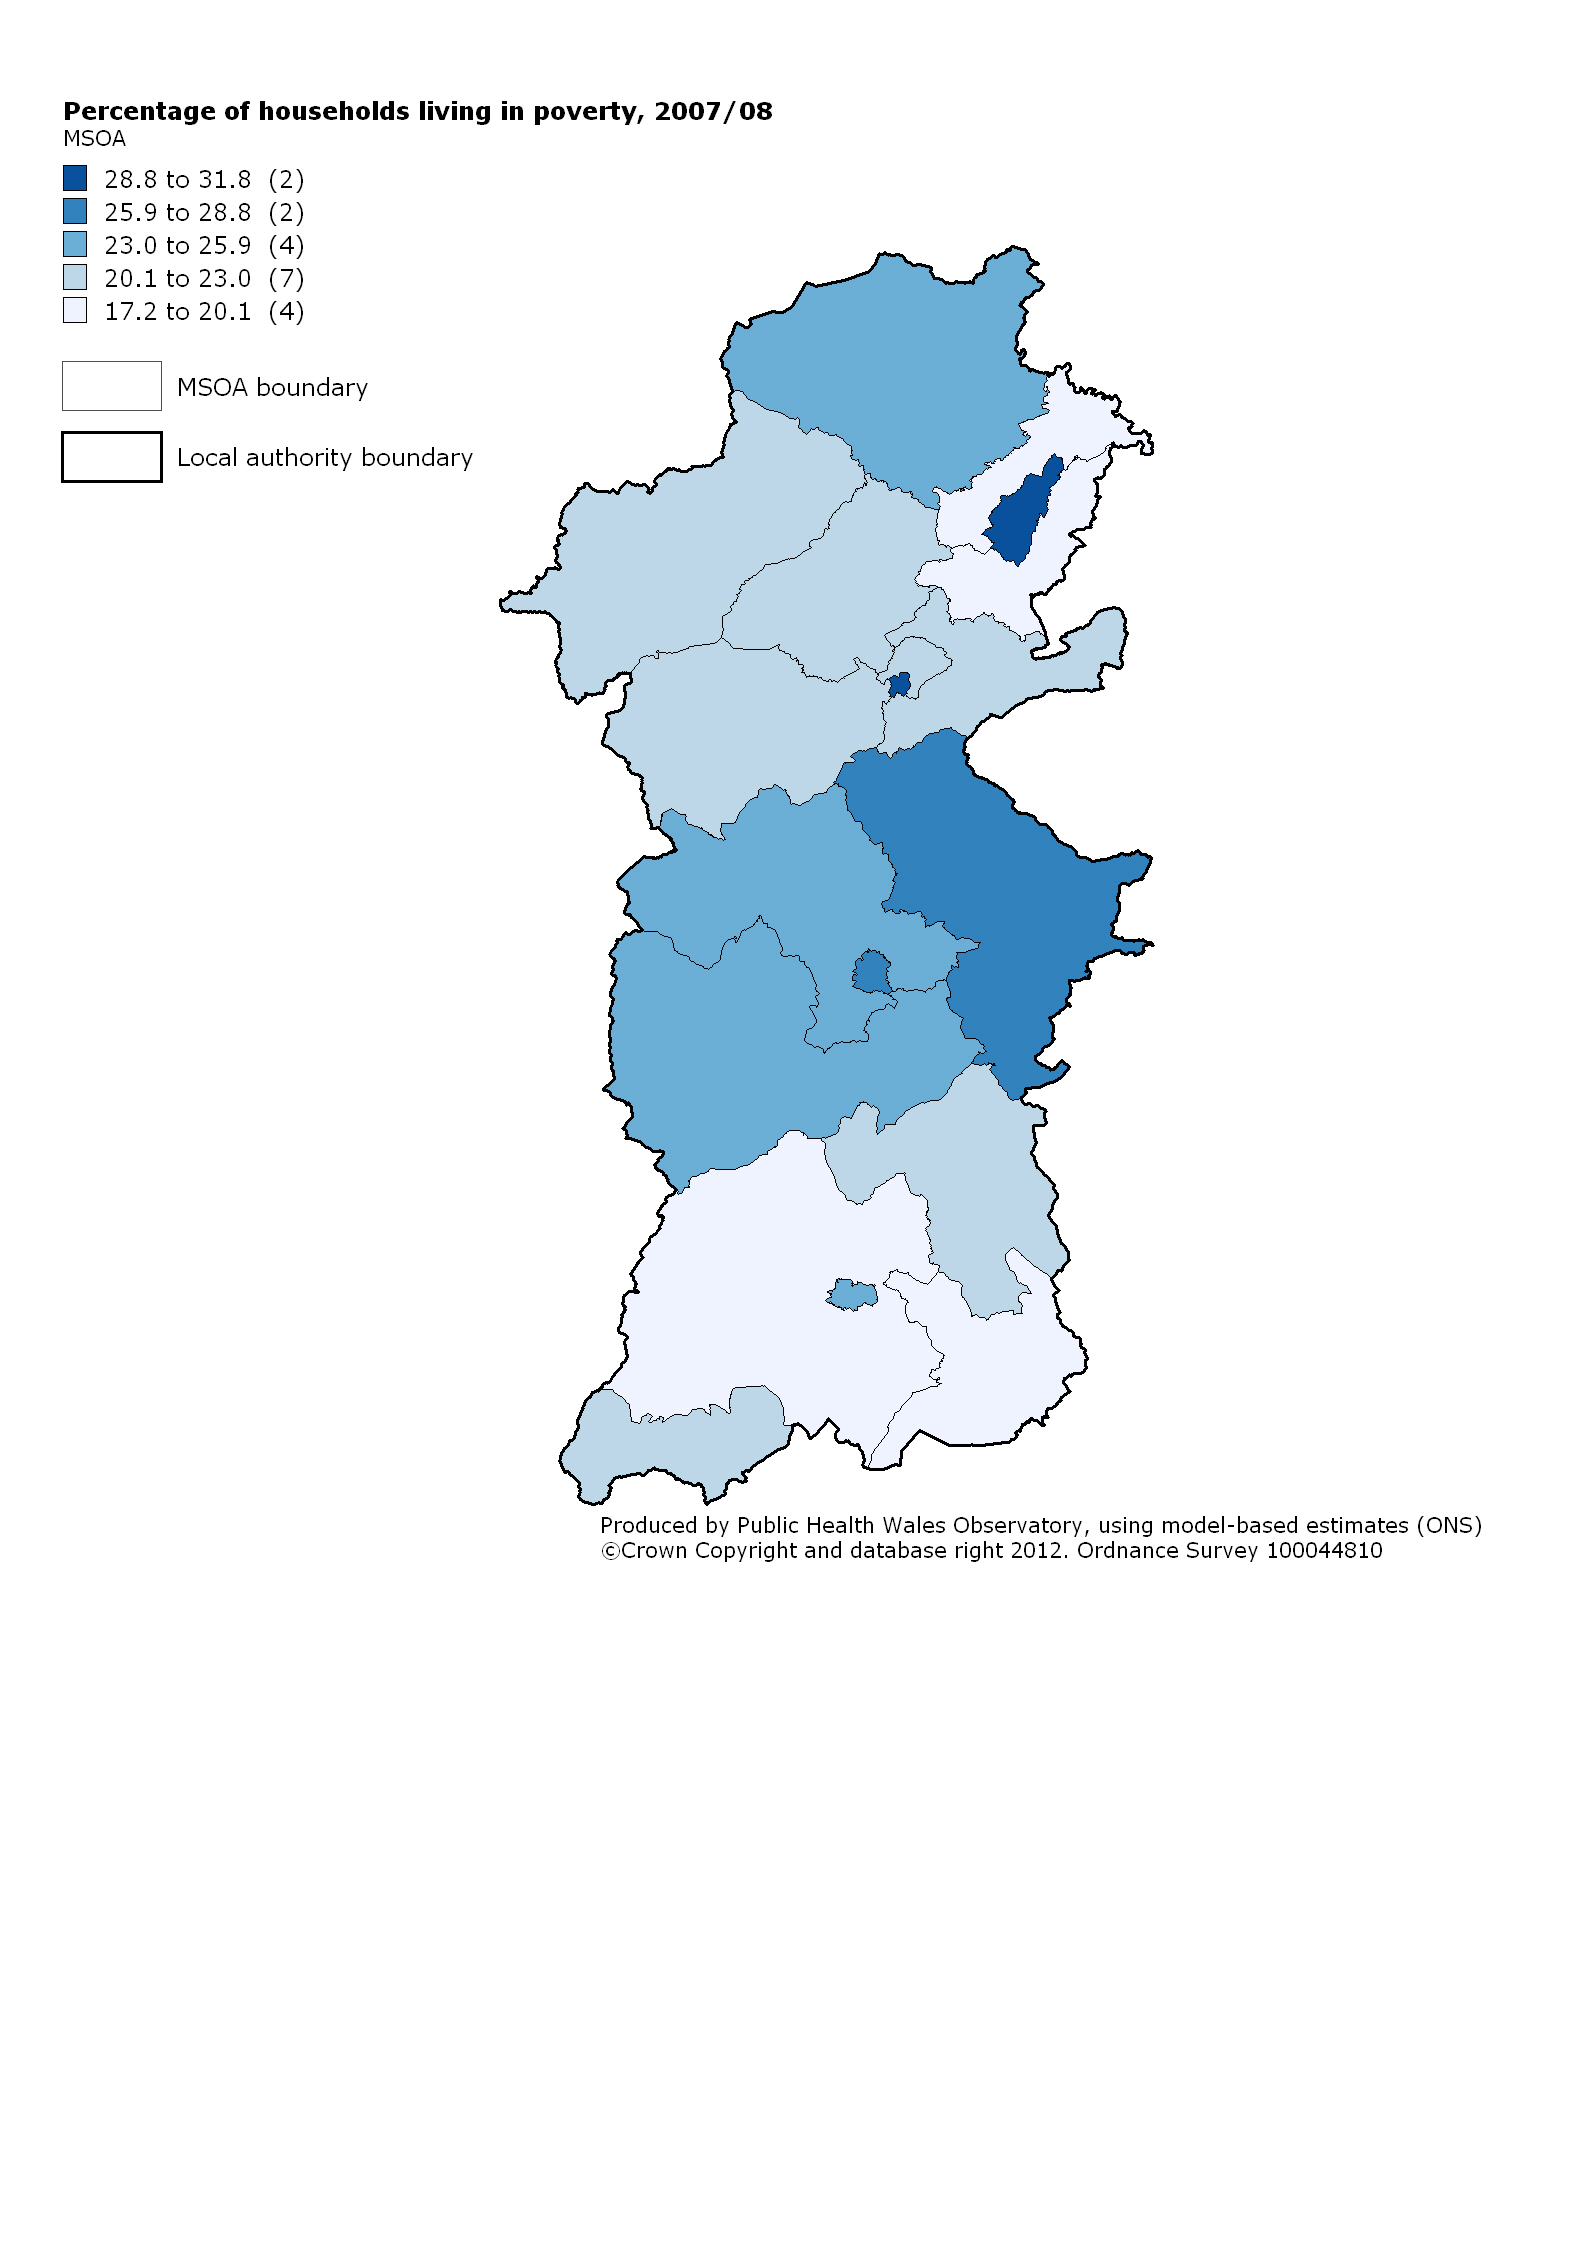 Percentage of households living in poverty, 2007/08
MSOA
28.8 to 31.8 (2)
25.9 to 28.8 (2)
23.0 to 25.9 (4)
20.1 to 23.0 (7)
17.2 to 20.1 (4)
MSOA boundary
Local authority boundary
Produced by Public Health Wales Observatory, using model-based estimates (ONS)
©Crown Copyright and database right 2012. Ordnance Survey 100044810